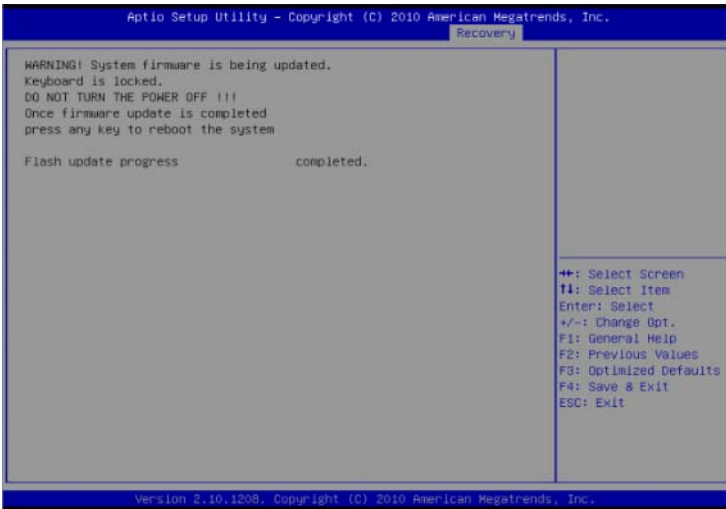 Aptio Setup Utility – Copyright (C) 2010 American Megatrends, Inc.
Recovery
WARNING! System firmware is being updated.
Keyboard is locked.
DO NOT TURN THE POWER OFF !!!
Once firmware update is completed
press any key to reboot the system
Flash update progress completed.
→←: Select Screen
↑↓: Select Item
Enter: Select
+/-: Change Opt.
F1: General Help
F2: Previous Values
F3: Optimized Defaults
F4: Save & Exit
ESC: Exit
Version 2.10.1208. Copyright (C) 2010 American Megatrends, Inc.